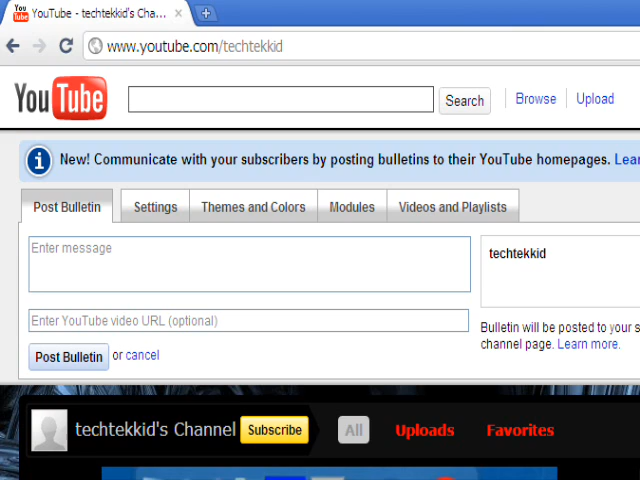 YouTube - techtekkid's Cha...
www.youtube.com/techtekkid
YouTube
Search
Browse
Upload
New! Communicate with your subscribers by posting bulletins to their YouTube homepages.
Post Bulletin
Settings
Themes and Colors
Modules
Videos and Playlists
Enter message
techtekkid
Enter YouTube video URL (optional)
Bulletin will be posted to your
channel page. Learn more.
Post Bulletin or cancel
techtekkid's Channel
Subscribe
All
Uploads
Favorites